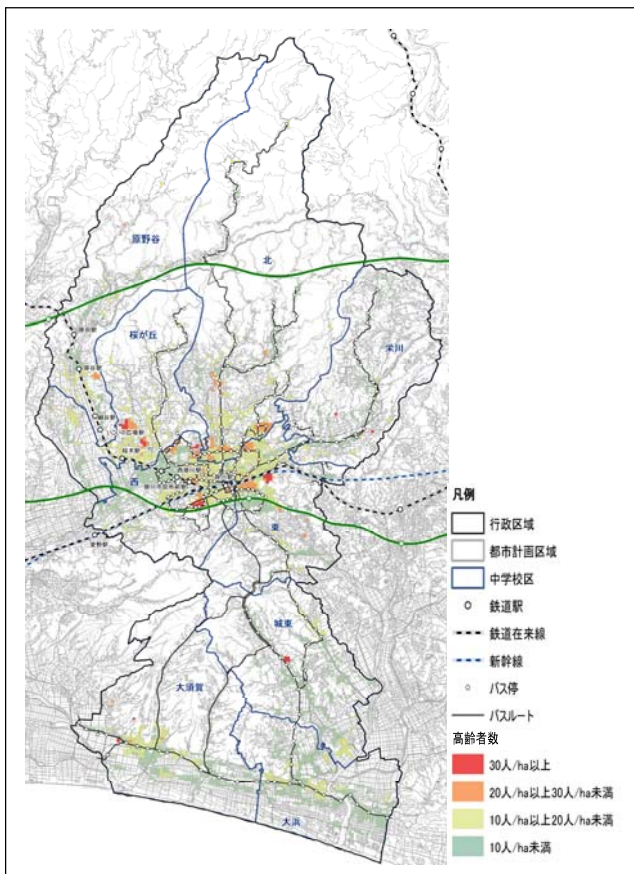 原野谷
北
桜が丘
栄川
西
東
城東
大須賀
大浜
凡例
行政区域
都市計画区域
中学校区
鉄道駅
鉄道在来線
新幹線
バス停
バスルート
高齢者数
30人/ha以上
20人/ha以上30人/ha未満
10人/ha以上20人/ha未満
10人/ha未満